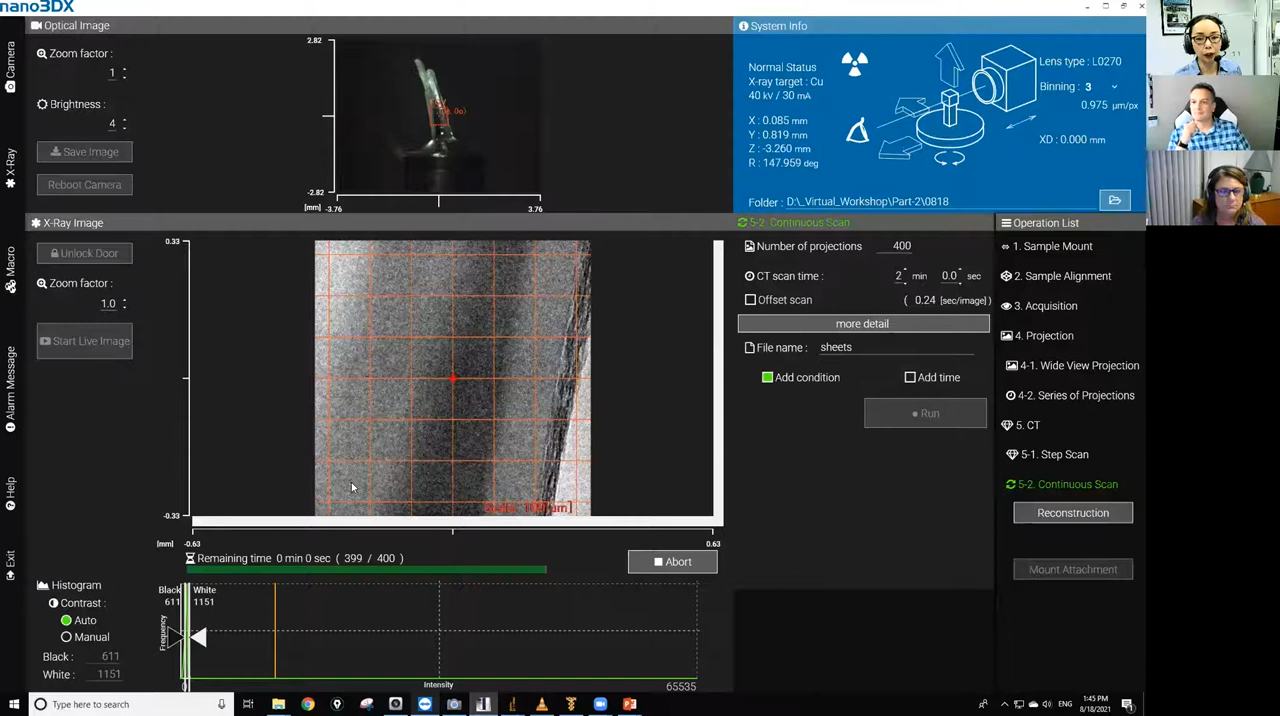 nano3DX
Optical Image
Zoom factor :
1
Brightness :
4
Save Image
Reboot Camera
2.82
-2.82
[mm] -3.76
3.76
System Info
Normal Status
X-ray target : Cu
40 kV / 30 mA
X : 0.085 mm
Y : 0.819 mm
Z : -3.260 mm
R : 147.959 deg
Lens type : L0270
Binning : 3
0.975 µm/px
XD : 0.000 mm
Folder : D:\_Virtual_Workshop\Part-2\0818
Camera
X-Ray
Macro
Alarm Message
Help
Exit
X-Ray Image
Unlock Door
Zoom factor :
1.0
Start Live Image
0.33
-0.33
[mm]
-0.63
0.63
Remaining time 0 min 0 sec ( 399 / 400 )
Abort
Histogram
Contrast :
Auto
Manual
Black : 611
White : 1151
Black
611
White
1151
Frequency
0
Intensity
65535
5-2. Continuous Scan
Number of projections 400
CT scan time : 2 min 0.0 sec
Offset scan ( 0.24 [sec/image] )
more detail
File name : sheets
Add condition
Add time
Run
Operation List
1. Sample Mount
2. Sample Alignment
3. Acquisition
4. Projection
4-1. Wide View Projection
4-2. Series of Projections
5. CT
5-1. Step Scan
5-2. Continuous Scan
Reconstruction
Mount Attachment
Type here to search
ENG
1:45 PM
8/18/2021